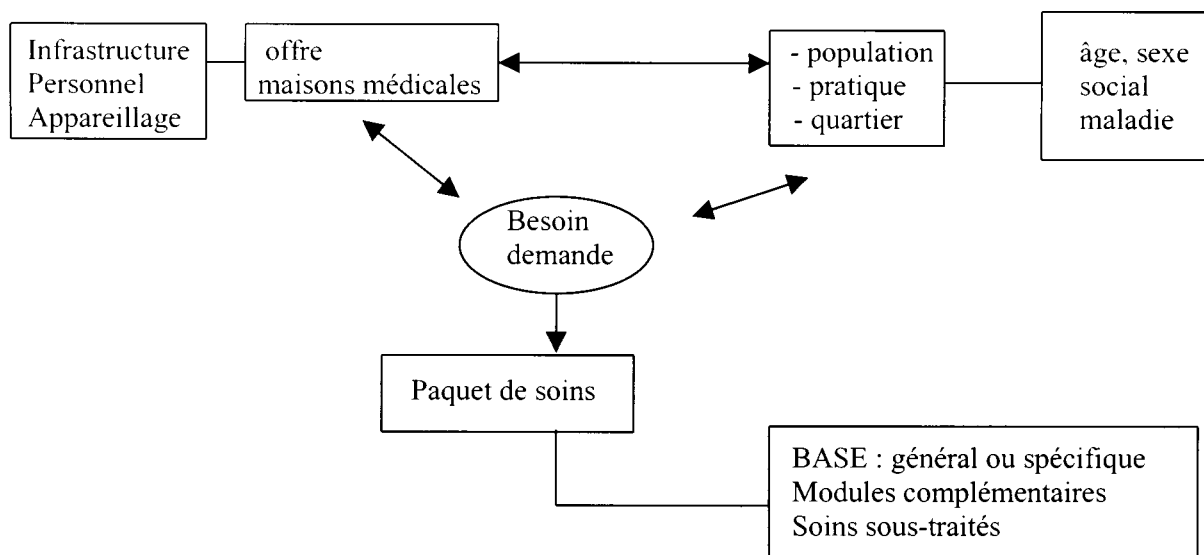 Infrastructure
Personnel
Appareillage
offre
maisons médicales
- population
- pratique
- quartier
âge, sexe
social
maladie
Besoin
demande
Paquet de soins
BASE : général ou spécifique
Modules complémentaires
Soins sous-traités